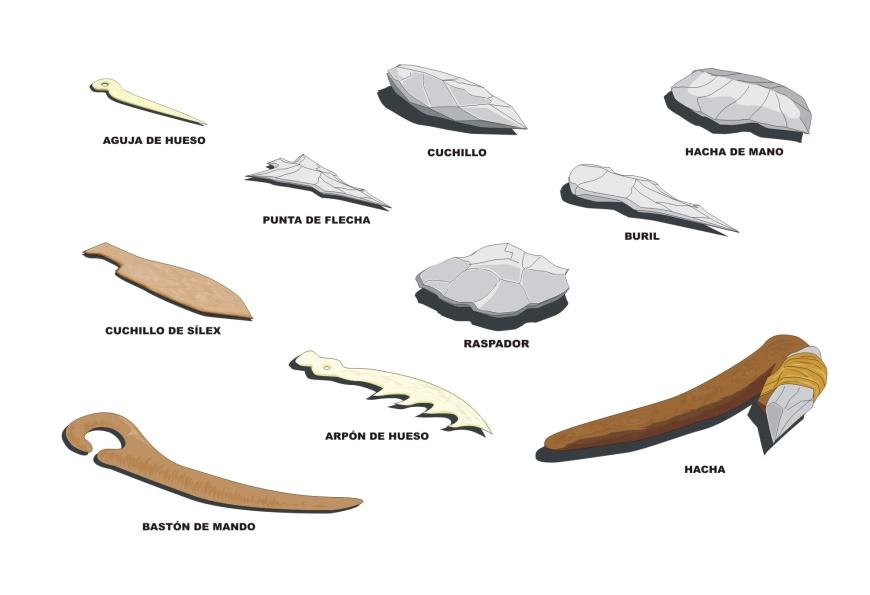 AGUJA DE HUESO
CUCHILLO
HACHA DE MANO
PUNTA DE FLECHA
BURIL
CUCHILLO DE SÍLEX
RASPADOR
ARPÓN DE HUESO
HACHA
BASTÓN DE MANDO